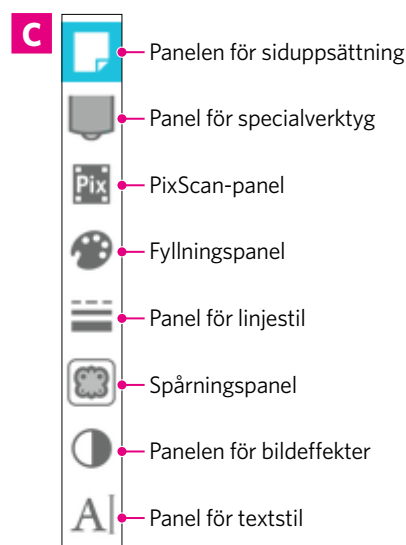 C
Panelen för siduppsättning
Panel för specialverktyg
Pix
PixScan-panel
Fyllningspanel
Panel för linjestil
Spårningspanel
Panelen för bildeffekter
A
Panel för textstil